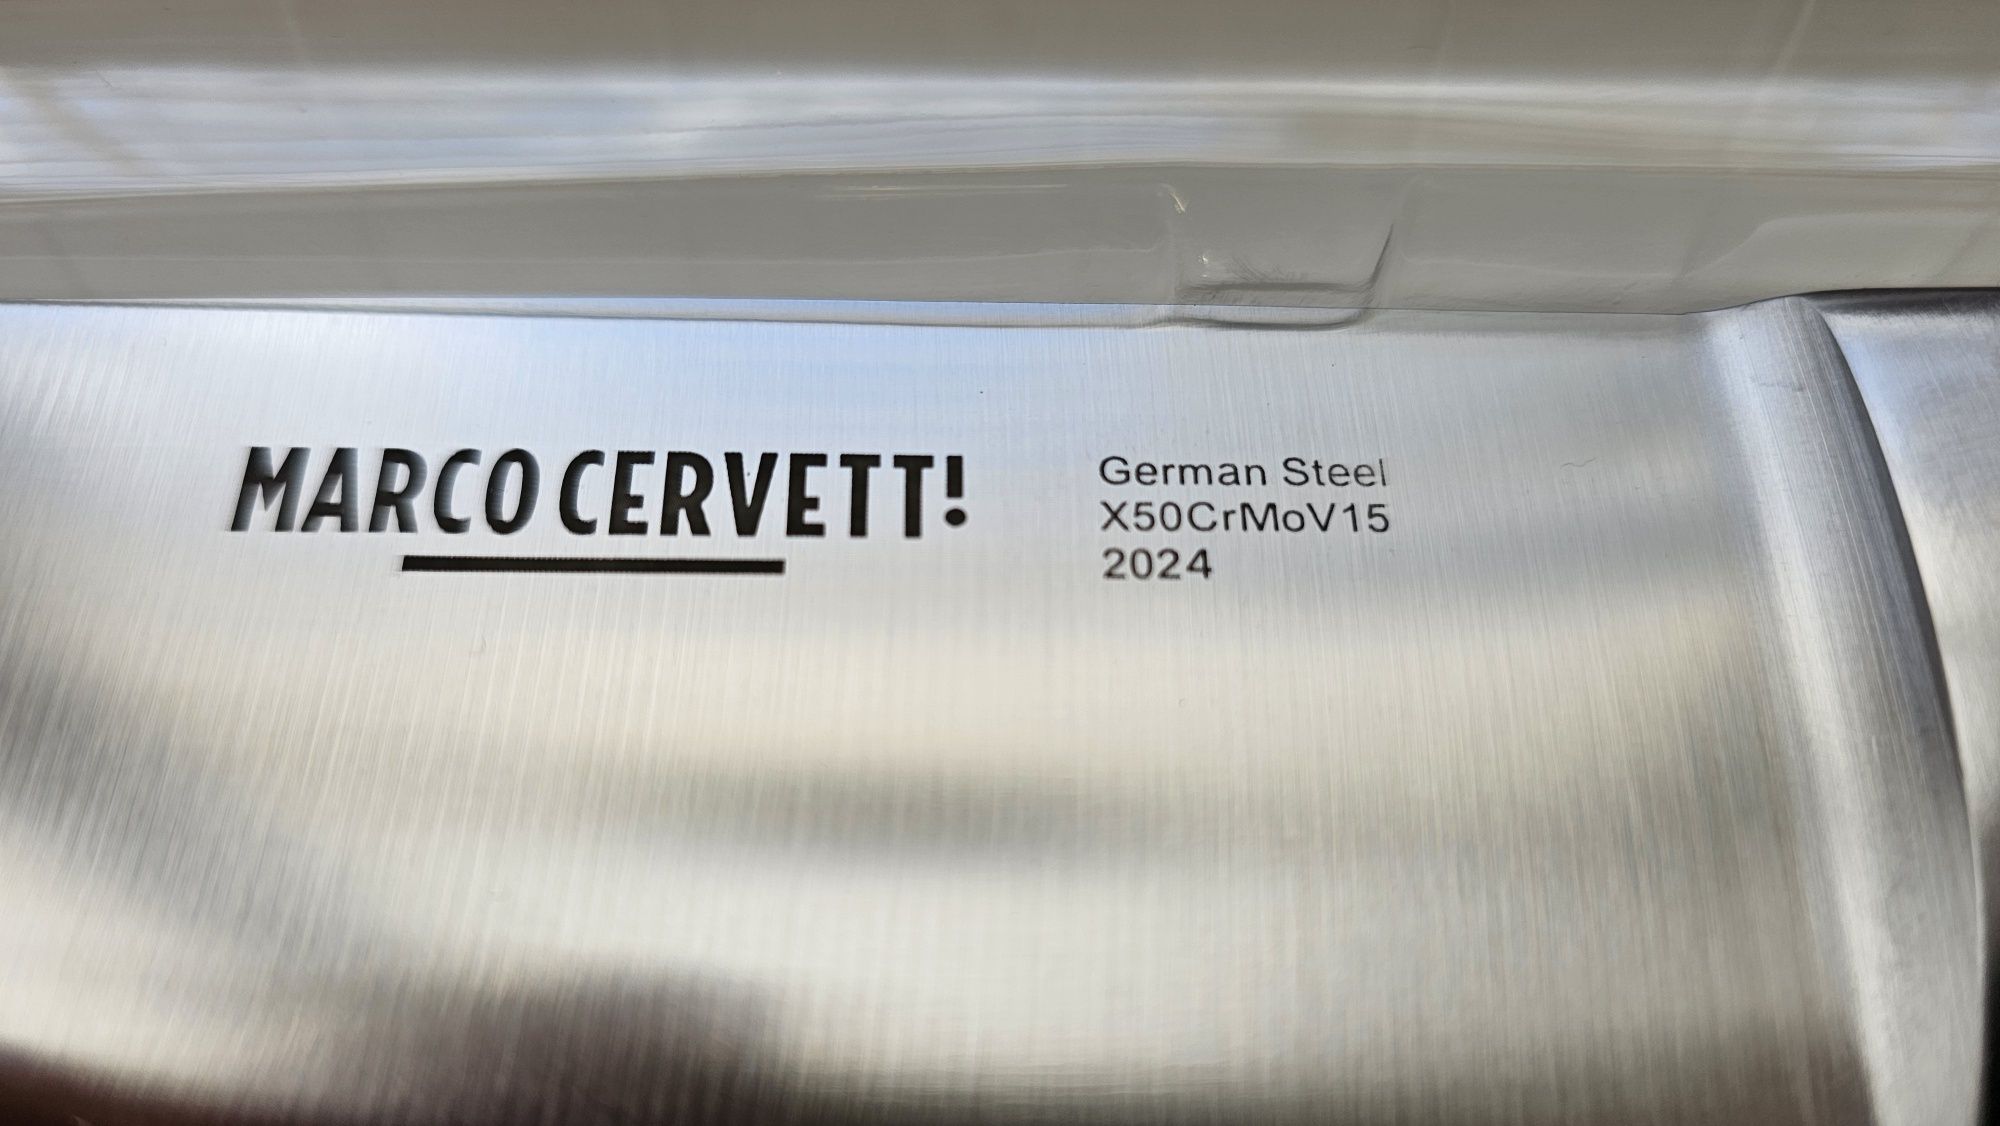 MARCO CERVETT!
German Steel
X50CrMoV15
2024